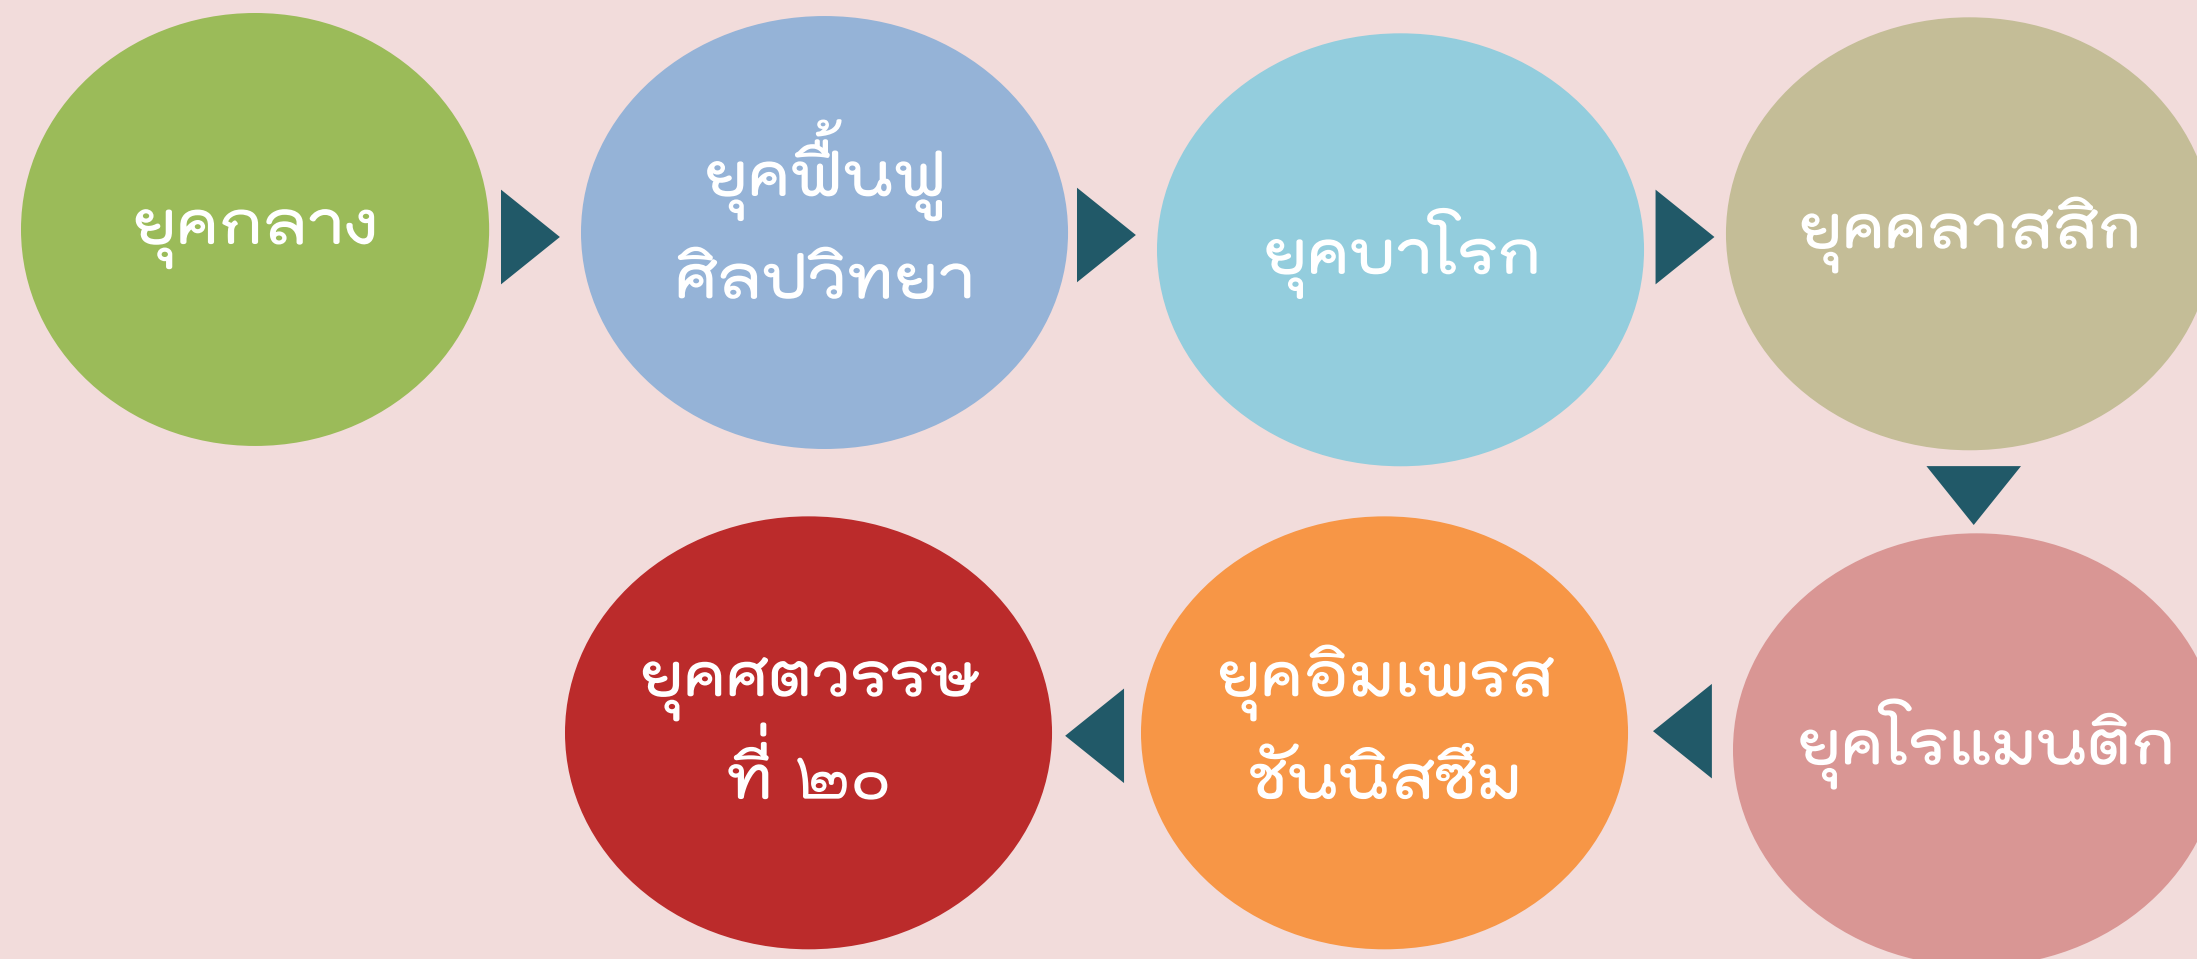 ยุคกลาง
ยุคฟื้นฟู
ศิลปวิทยา
ยุคบาโรก
ยุคคลาสสิก
ยุคโรแมนติก
ยุคอิมเพรส
ชันนิสซึม
ยุคศตวรรษ
ที่ ๒๐